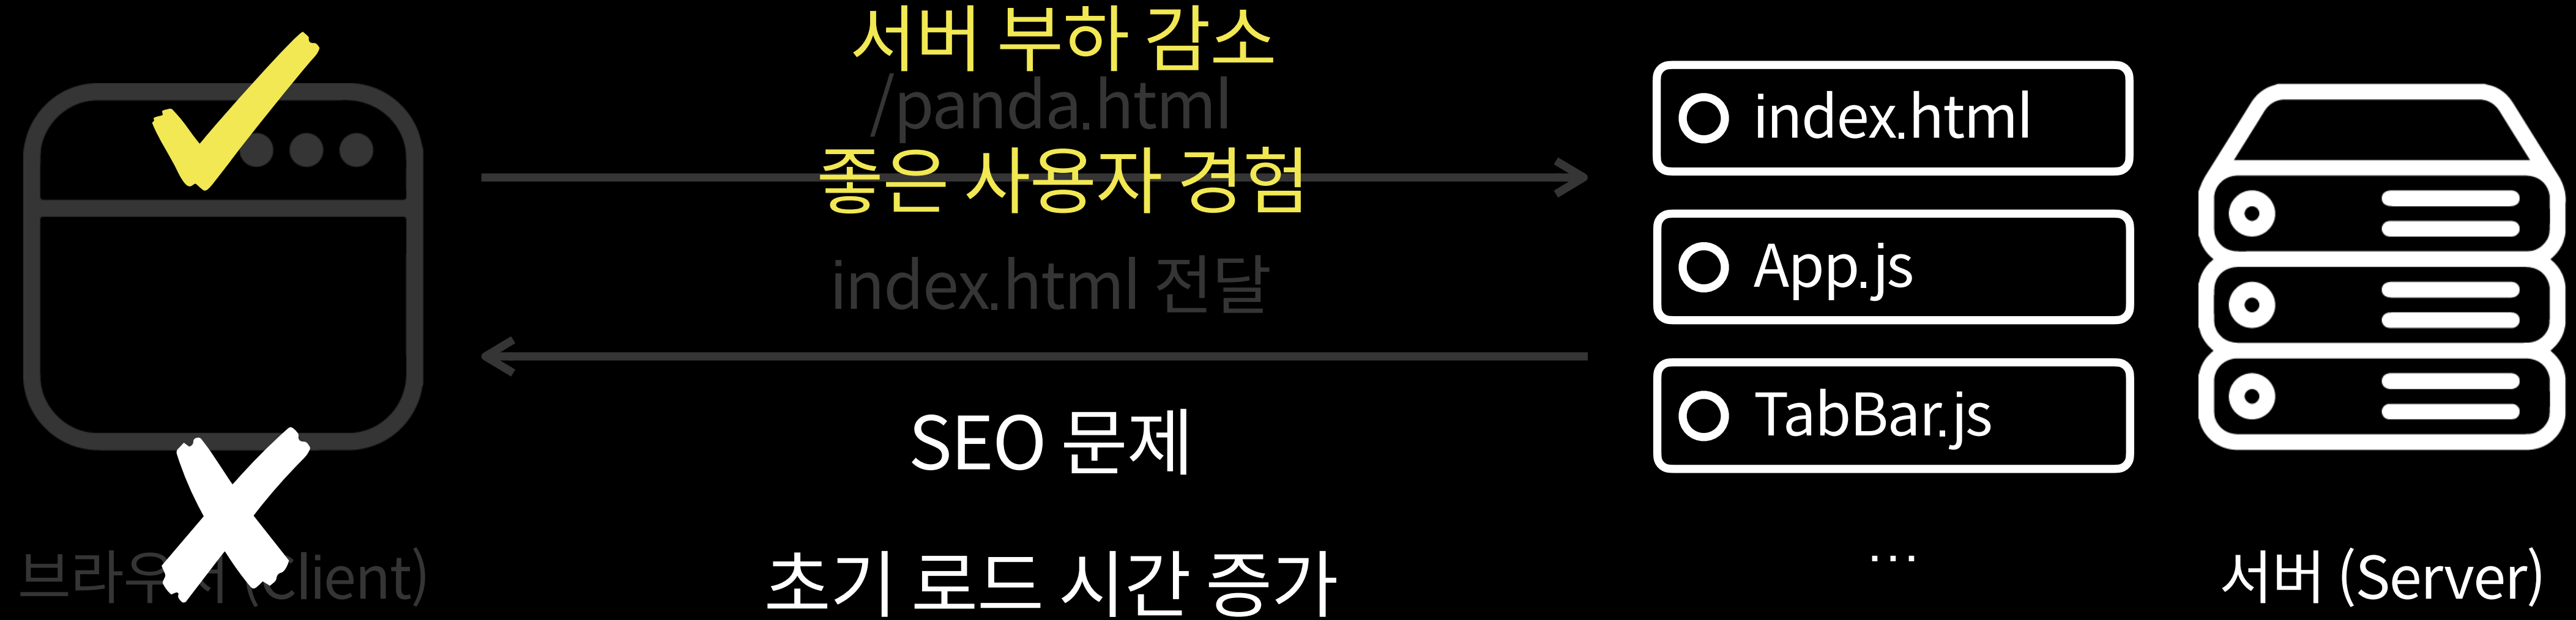 서버 부하 감소
/panda.html
좋은 사용자 경험
index.html 전달
SEO 문제
초기 로드 시간 증가
브라우저 (Client)
index.html
App.js
TabBar.js
...
서버 (Server)